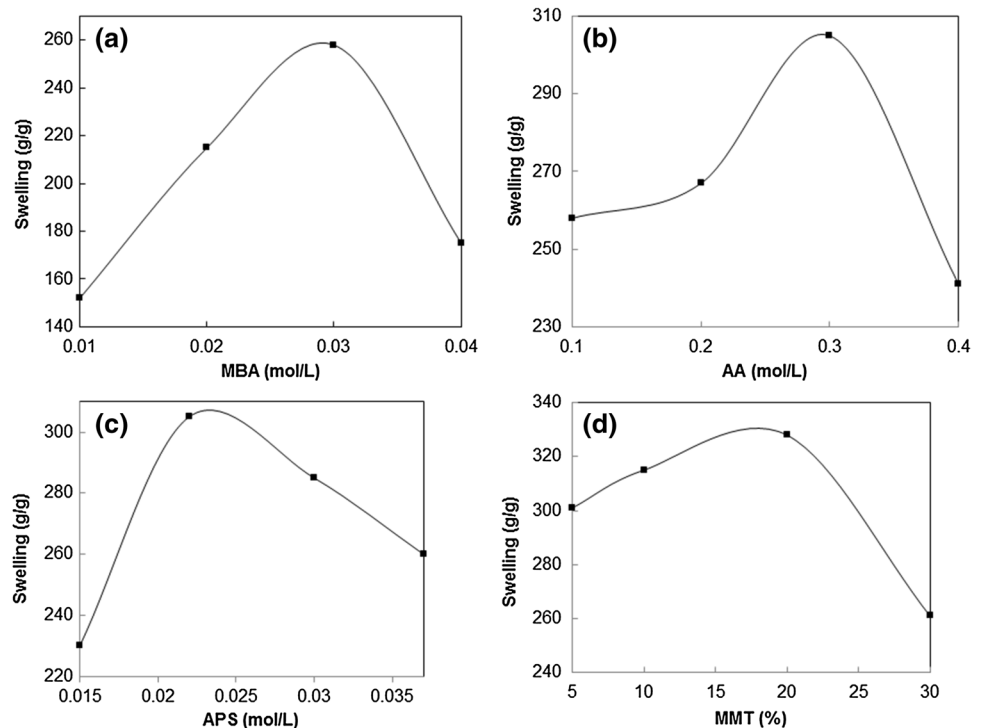 (a)
Swelling (g/g)
260
240
220
200
180
160
140
0.01 0.02 0.03 0.04
MBA (mol/L)
(b)
Swelling (g/g)
310
290
270
250
230
0.1 0.2 0.3 0.4
AA (mol/L)
(c)
Swelling (g/g)
300
280
260
240
220
0.015 0.02 0.025 0.03 0.035
APS (mol/L)
(d)
Swelling (g/g)
340
320
300
280
260
240
5 10 15 20 25 30
MMT (%)